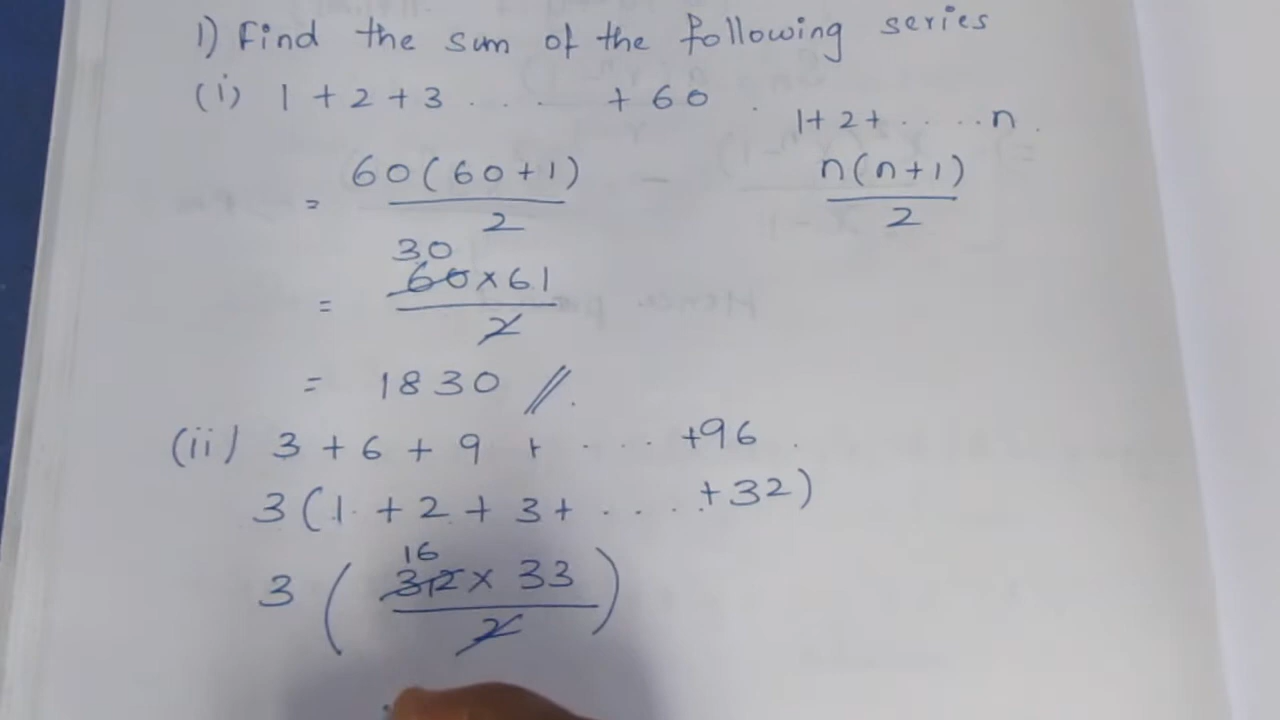 1) Find the sum of the following series
(i) 1 + 2 + 3 . . . . + 60 .
1 + 2 + . . . . . n .
= 60(60+1)
2
n(n+1)
2
30
= 60 × 61
2
= 1830 //.
(ii) 3 + 6 + 9 + . . . . +96 .
3(1 + 2 + 3 + . . . . . +32)
16
3 ( 32 × 33 )
2